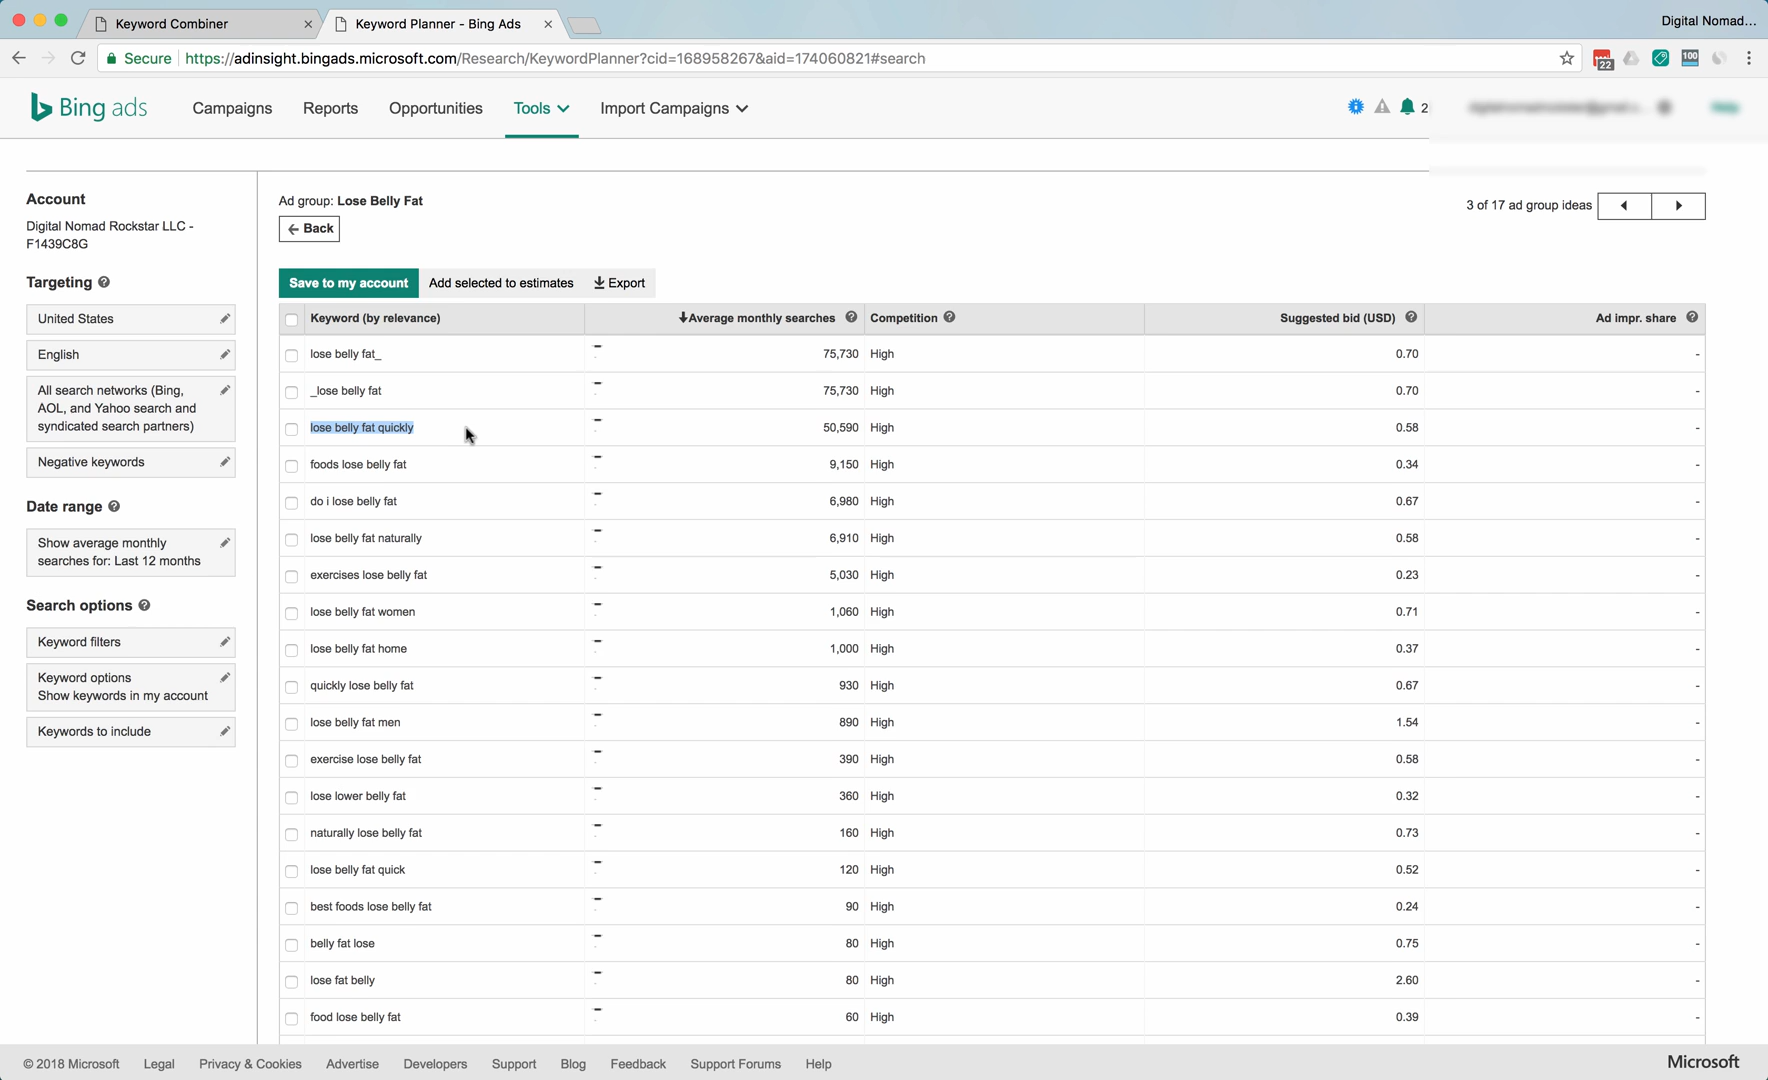 Keyword Combiner
Keyword Planner - Bing Ads
Digital Nomad...
Secure
https://adinsight.bingads.microsoft.com/Research/KeywordPlanner?cid=168958267&aid=174060821#search
22
100
Bing ads
Campaigns
Reports
Opportunities
Tools
Import Campaigns
2
Account
Digital Nomad Rockstar LLC -
F1439C8G
Targeting
United States
English
All search networks (Bing,
AOL, and Yahoo search and
syndicated search partners)
Negative keywords
Date range
Show average monthly
searches for: Last 12 months
Search options
Keyword filters
Keyword options
Show keywords in my account
Keywords to include
Ad group: Lose Belly Fat
3 of 17 ad group ideas
Back
Save to my account
Add selected to estimates
Export
Keyword (by relevance) Average monthly searches Competition Suggested bid (USD) Ad impr. share
lose belly fat_ 75,730 High 0.70 -
_lose belly fat 75,730 High 0.70 -
lose belly fat quickly 50,590 High 0.58 -
foods lose belly fat 9,150 High 0.34 -
do i lose belly fat 6,980 High 0.67 -
lose belly fat naturally 6,910 High 0.58 -
exercises lose belly fat 5,030 High 0.23 -
lose belly fat women 1,060 High 0.71 -
lose belly fat home 1,000 High 0.37 -
quickly lose belly fat 930 High 0.67 -
lose belly fat men 890 High 1.54 -
exercise lose belly fat 390 High 0.58 -
lose lower belly fat 360 High 0.32 -
naturally lose belly fat 160 High 0.73 -
lose belly fat quick 120 High 0.52 -
best foods lose belly fat 90 High 0.24 -
belly fat lose 80 High 0.75 -
lose fat belly 80 High 2.60 -
food lose belly fat 60 High 0.39 -
© 2018 Microsoft
Legal
Privacy & Cookies
Advertise
Developers
Support
Blog
Feedback
Support Forums
Help
Microsoft